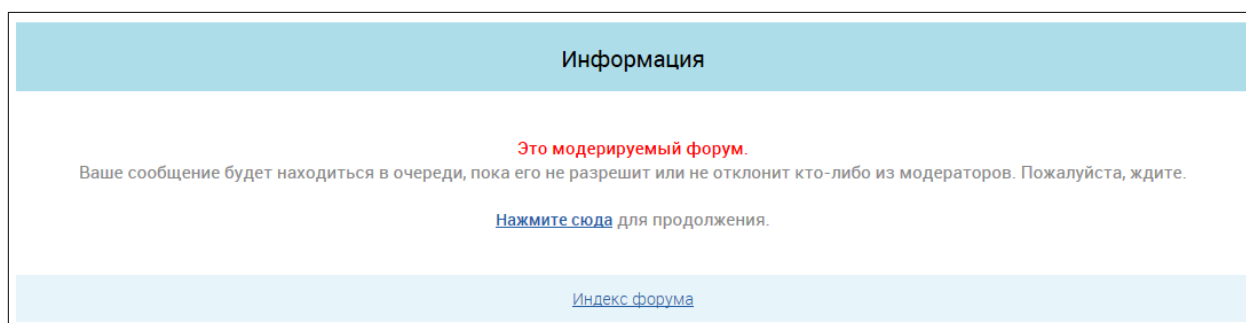 Информация
Это модерируемый форум.
Ваше сообщение будет находиться в очереди, пока его не разрешит или не отклонит кто-либо из модераторов. Пожалуйста, ждите.
Нажмите сюда для продолжения.
Индекс форума